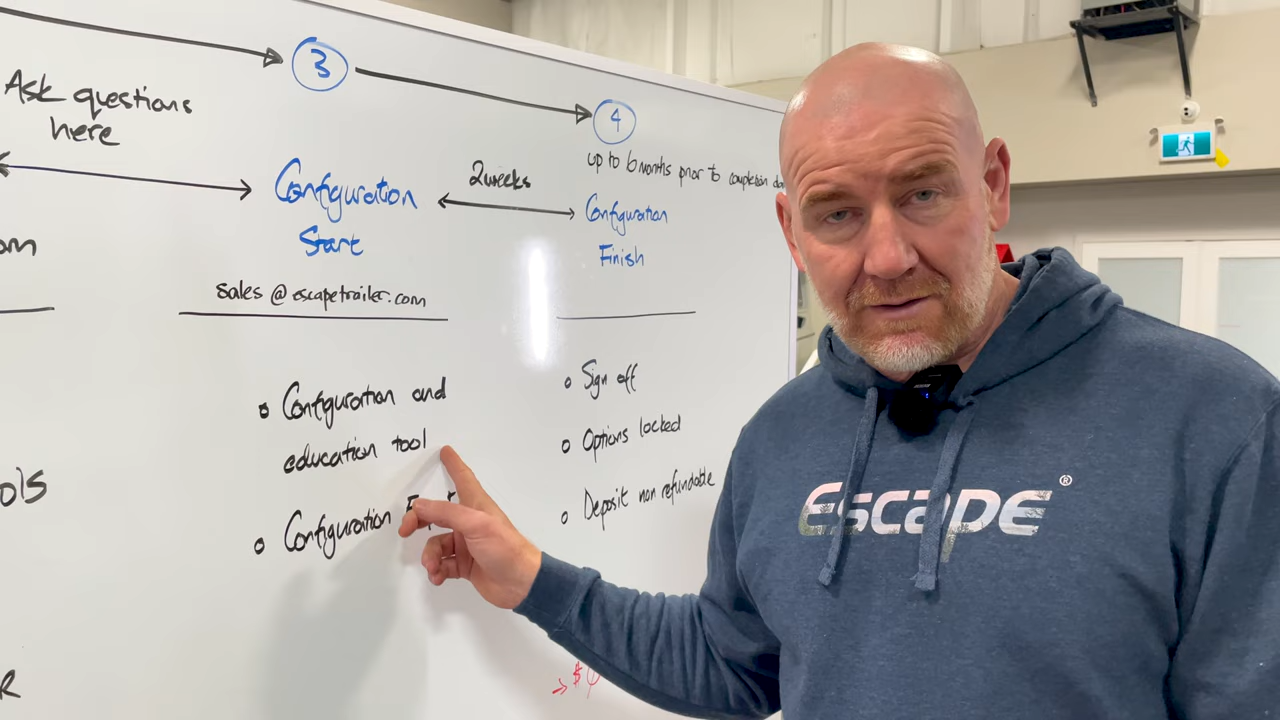 3
4
Ask questions
here
up to 6 months prior to completion
2 weeks
Configuration
Start
Configuration
Finish
sales @ escapetrailer.com
o Configuration and
education tool
o Configuration
o Sign off
o Options locked
o Deposit non refundable
ESCAPE®
$